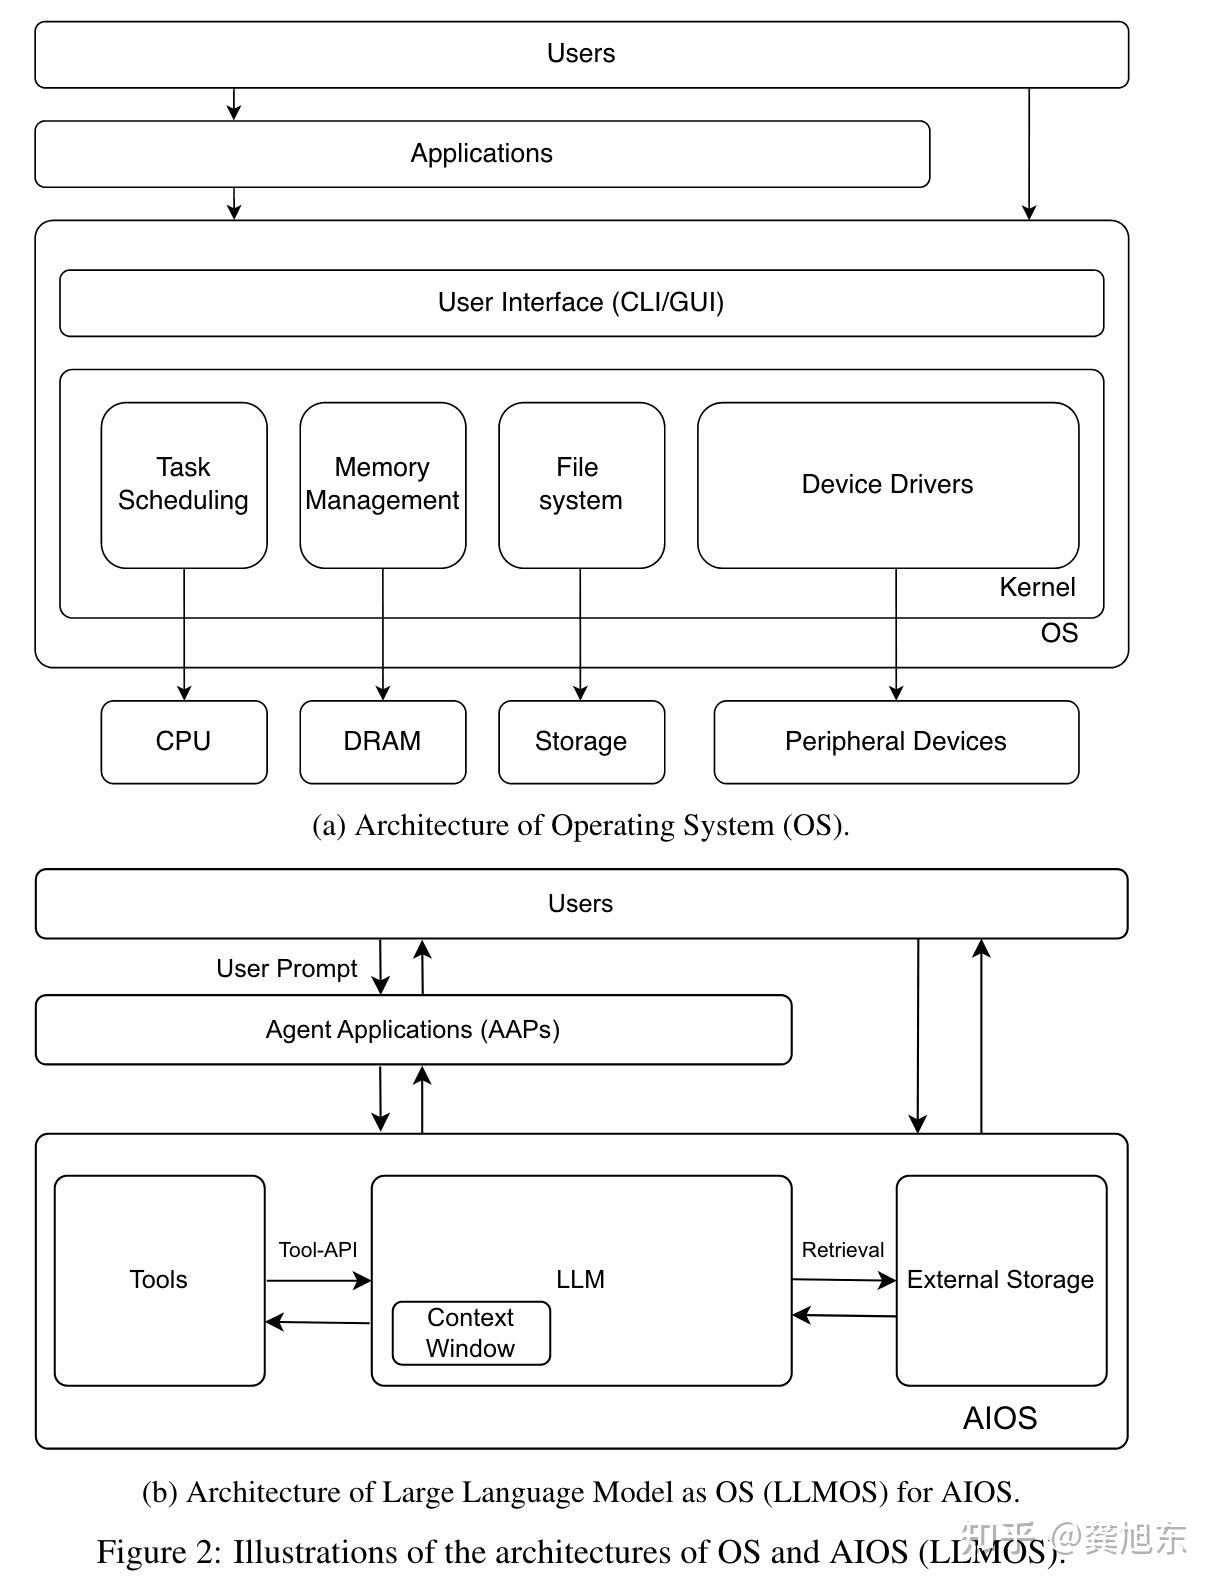 Users
Applications
User Interface (CLI/GUI)
Task
Scheduling
Memory
Management
File
system
Device Drivers
Kernel
OS
CPU
DRAM
Storage
Peripheral Devices
(a) Architecture of Operating System (OS).
Users
User Prompt
Agent Applications (AAPs)
Tools
Tool-API
LLM
Context
Window
Retrieval
External Storage
AIOS
(b) Architecture of Large Language Model as OS (LLMOS) for AIOS.
Figure 2: Illustrations of the architectures of OS and AIOS (LLMOS).
知乎 @龚旭东